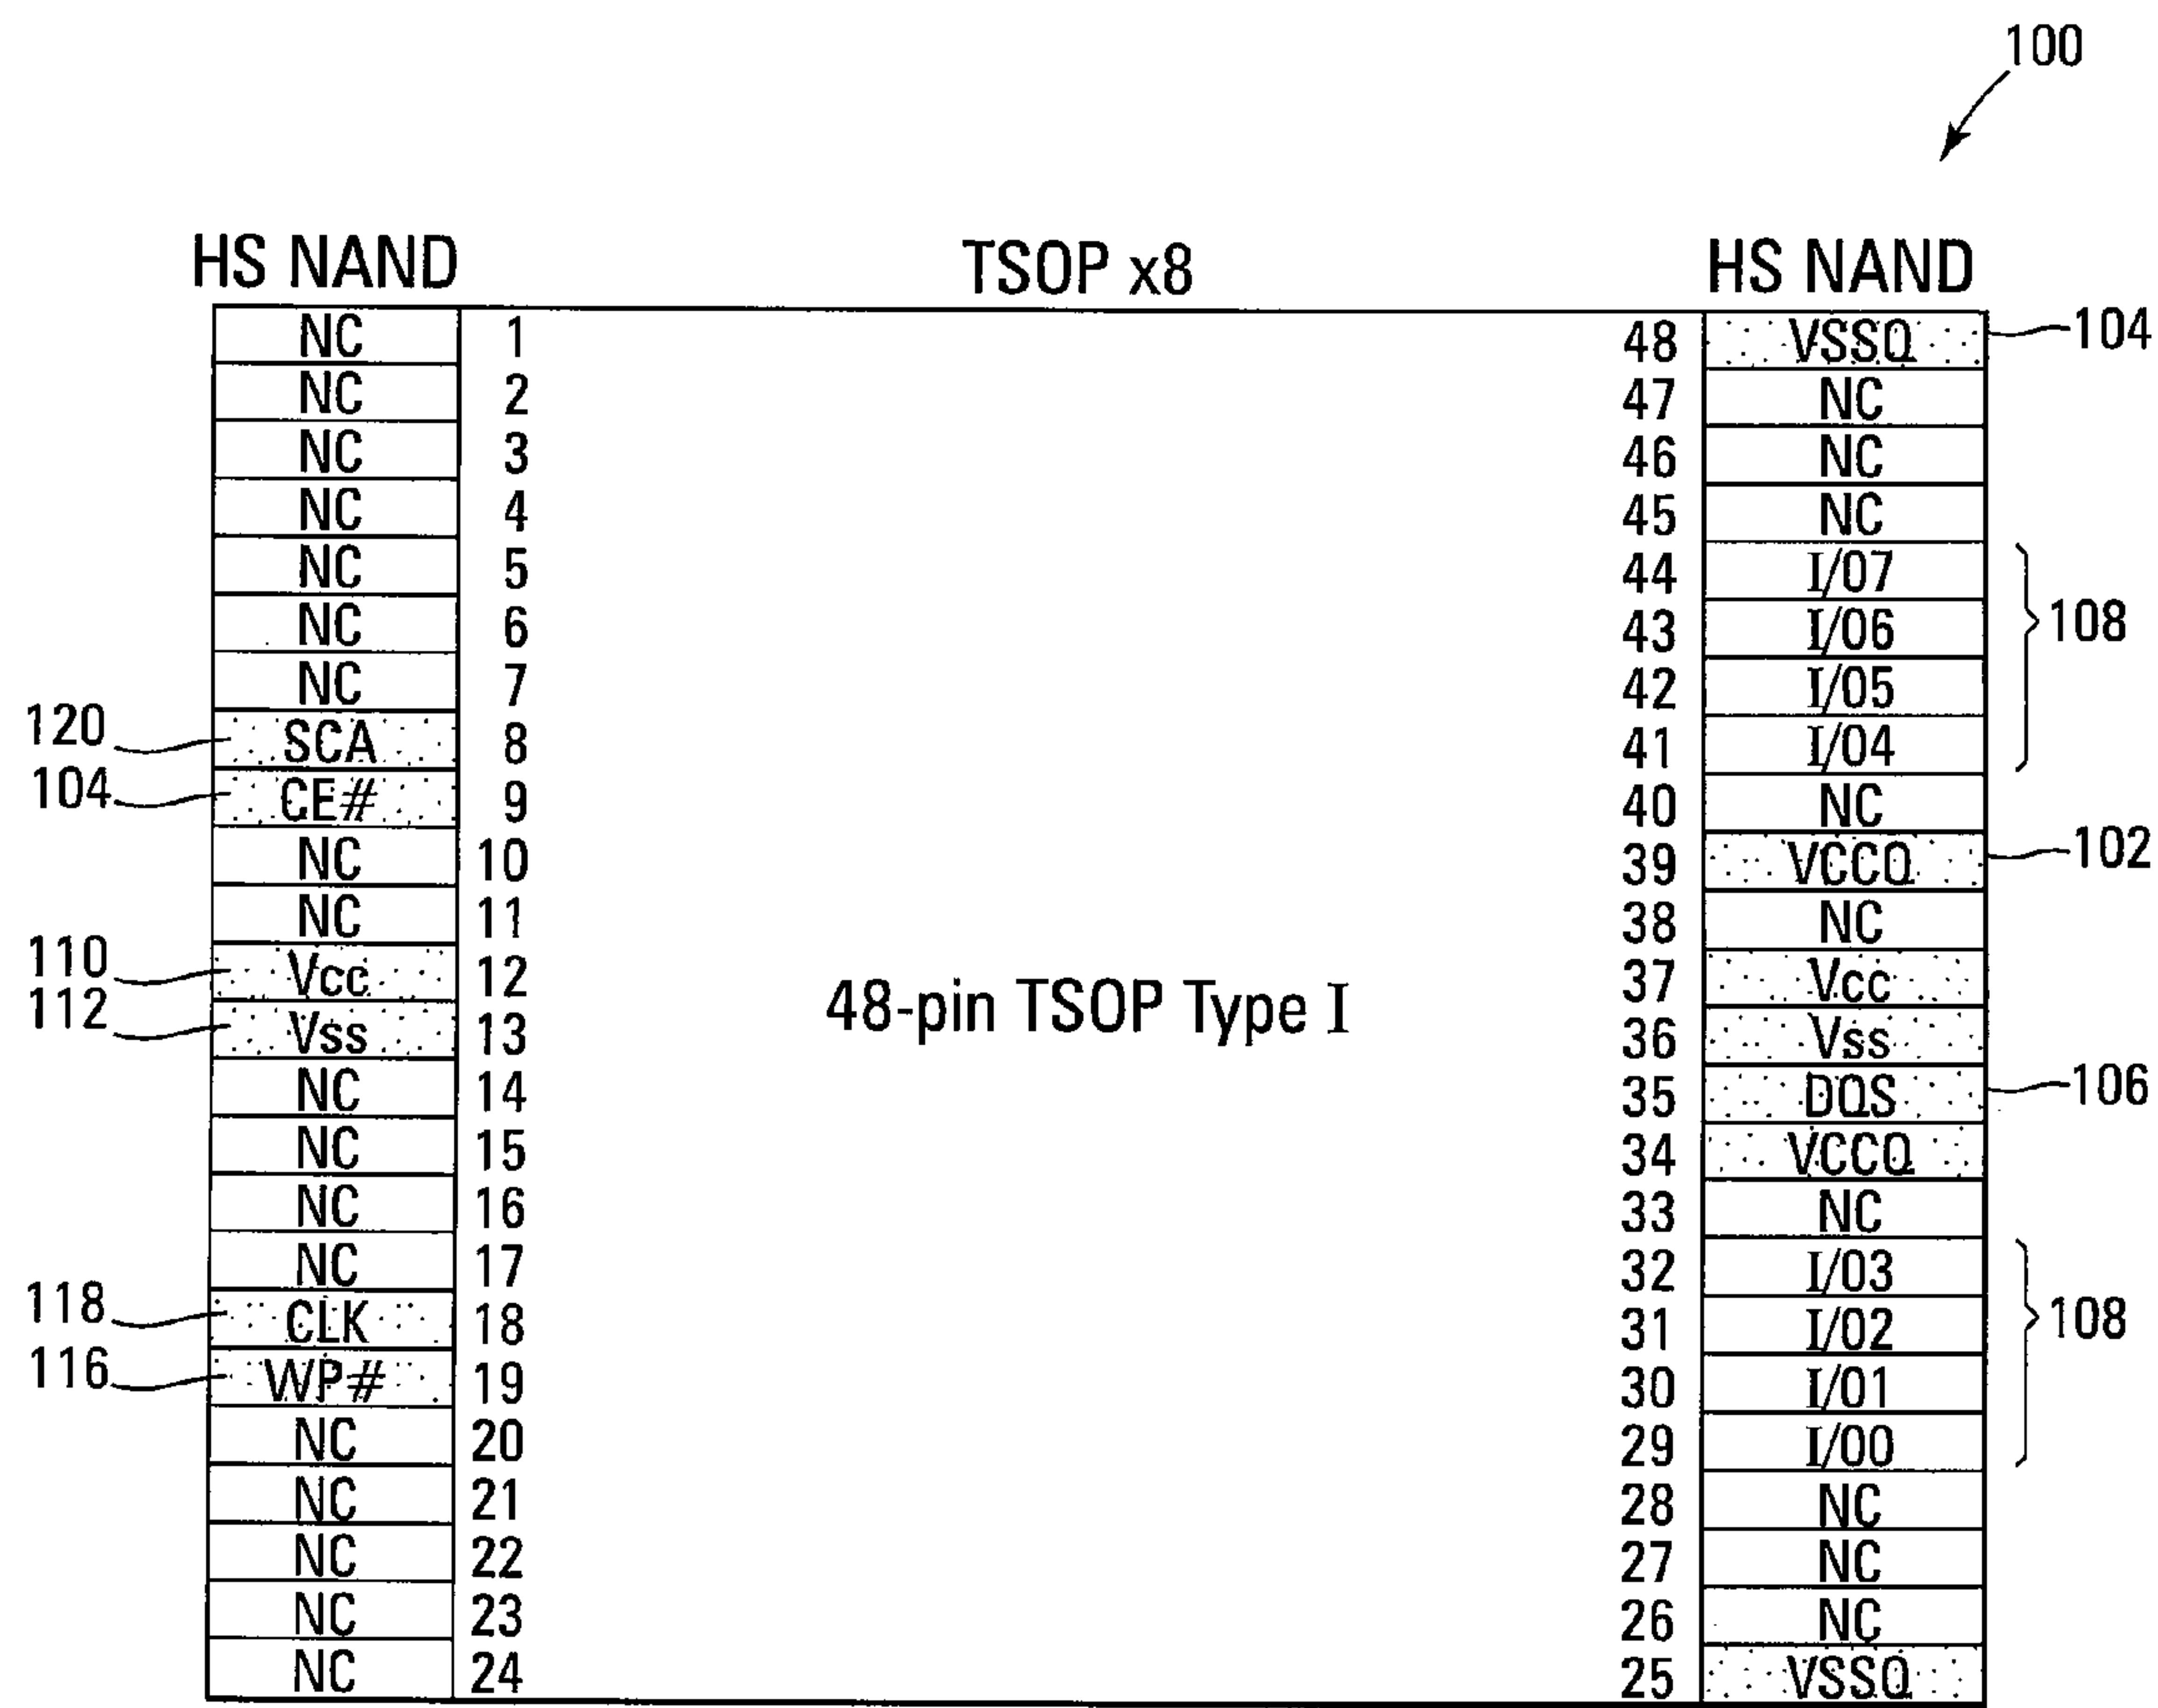 100
HS NAND TSOP x8 HS NAND
NC 1 48 VSSQ 104
NC 2 47 NC
NC 3 46 NC
NC 4 45 NC
NC 5 44 I/07
NC 6 43 I/06 108
NC 7 42 I/05
120 SCA 8 41 I/04
104 CE# 9 40 NC
NC 10 39 VCCQ 102
NC 11 38 NC
110 Vcc 12 37 Vcc
48-pin TSOP Type I
112 Vss 13 36 Vss
NC 14 35 DQS 106
NC 15 34 VCCQ
NC 16 33 NC
NC 17 32 I/03
118 CLK 18 31 I/02 108
116 WP# 19 30 I/01
NC 20 29 I/00
NC 21 28 NC
NC 22 27 NC
NC 23 26 NC
NC 24 25 VSSQ